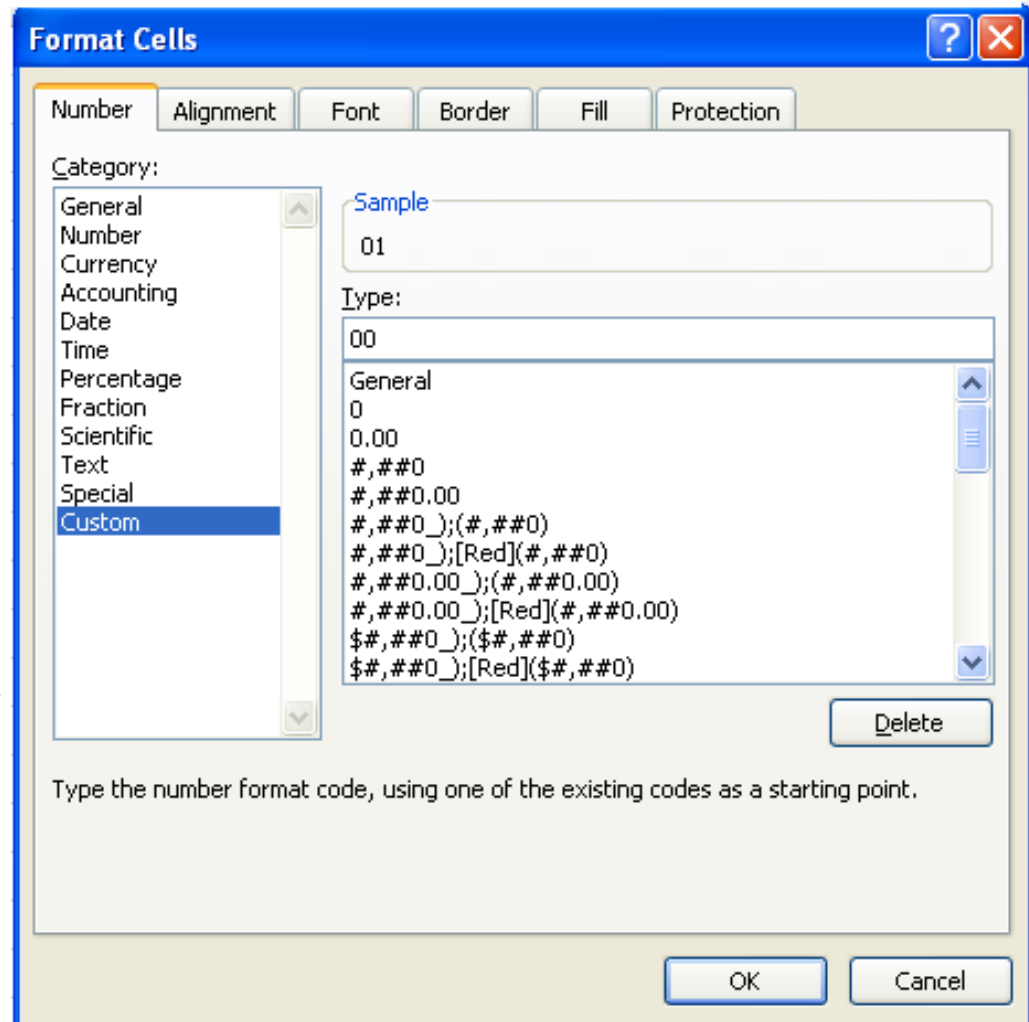 Format Cells
Number Alignment Font Border Fill Protection
Category:
General
Number
Currency
Accounting
Date
Time
Percentage
Fraction
Scientific
Text
Special
Custom
Sample
01
Type:
00
General
0
0.00
#,##0
#,##0.00
#,##0_);(#,##0)
#,##0_);[Red](#,##0)
#,##0.00_);(#,##0.00)
#,##0.00_);[Red](#,##0.00)
$#,##0_);($#,##0)
$#,##0_);[Red]($#,##0)
Delete
Type the number format code, using one of the existing codes as a starting point.
OK Cancel